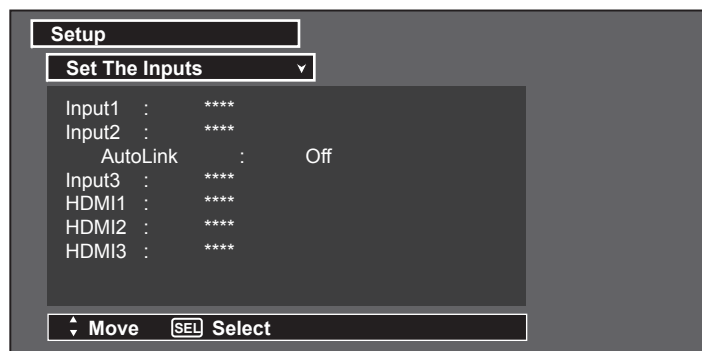 Setup
Set The Inputs
Input1 : ****
Input2 : ****
AutoLink : Off
Input3 : ****
HDMI1 : ****
HDMI2 : ****
HDMI3 : ****
Move SEL Select